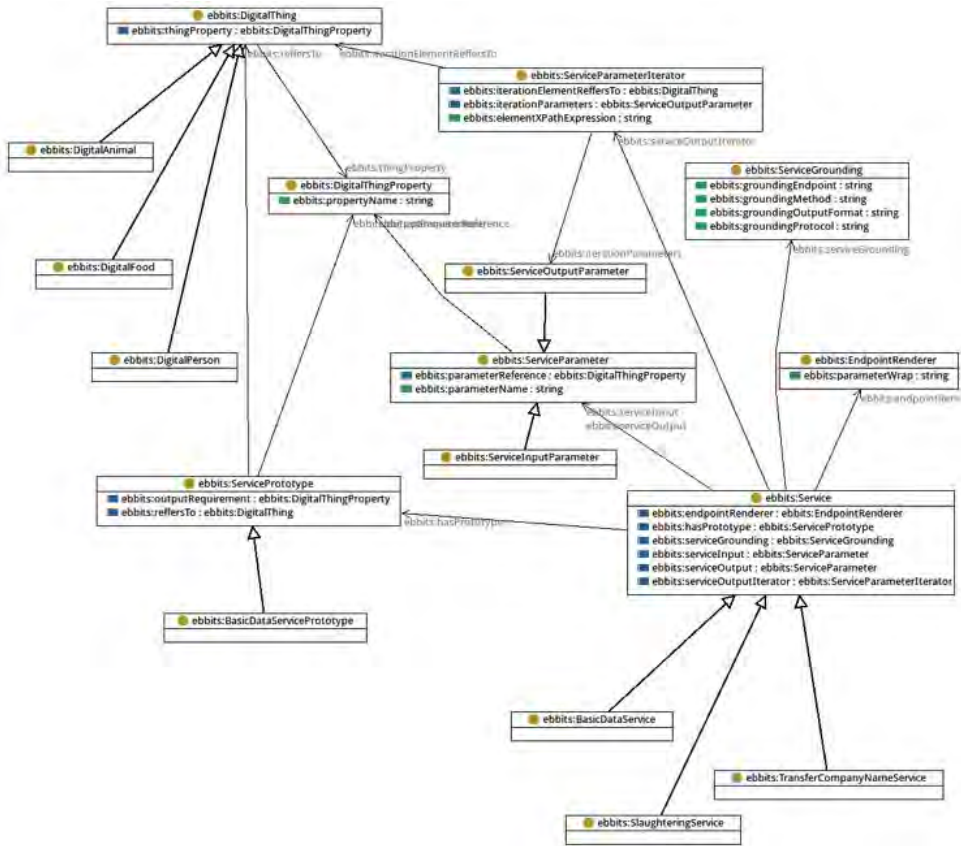 ebbits:DigitalThing
ebbits:thingProperty : ebbits:DigitalThingProperty
ebbits:reffersTo
ebbits:iterationElementReffersTo
ebbits:ServiceParameterIterator
ebbits:iterationElementReffersTo : ebbits:DigitalThing
ebbits:iterationParameters : ebbits:ServiceOutputParameter
ebbits:elementXPathExpression : string
ebbits:DigitalAnimal
ebbits:serviceOutputIterator
ebbits:thingProperty
ebbits:ServiceGrounding
ebbits:groundingEndpoint : string
ebbits:groundingMethod : string
ebbits:groundingOutputFormat : string
ebbits:groundingProtocol : string
ebbits:DigitalThingProperty
ebbits:propertyName : string
ebbits:serviceGrounding
ebbits:iterationParameters
ebbits:DigitalFood
ebbits:ServiceOutputParameter
ebbits:DigitalPerson
ebbits:ServiceParameter
ebbits:parameterReference : ebbits:DigitalThingProperty
ebbits:parameterName : string
ebbits:EndpointRenderer
ebbits:parameterWrap : string
ebbits:serviceInput
ebbits:serviceOutput
ebbits:ServiceInputParameter
ebbits:ServicePrototype
ebbits:outputRequirement : ebbits:DigitalThingProperty
ebbits:reffersTo : ebbits:DigitalThing
ebbits:hasPrototype
ebbits:Service
ebbits:endpointRenderer : ebbits:EndpointRenderer
ebbits:hasPrototype : ebbits:ServicePrototype
ebbits:serviceGrounding : ebbits:ServiceGrounding
ebbits:serviceInput : ebbits:ServiceParameter
ebbits:serviceOutput : ebbits:ServiceParameter
ebbits:serviceOutputIterator : ebbits:ServiceParameterIterator
ebbits:BasicDataServicePrototype
ebbits:BasicDataService
ebbits:TransferCompanyNameService
ebbits:SlaughteringService